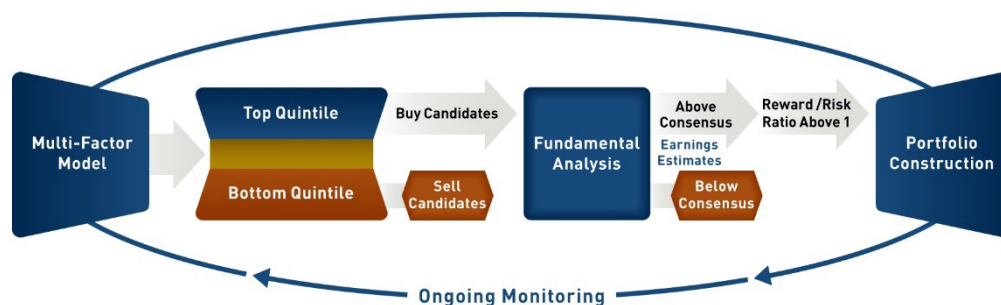 Multi-Factor
Model
Top Quintile
Bottom Quintile
Buy Candidates
Sell
Candidates
Fundamental
Analysis
Above
Consensus
Earnings
Estimates
Below
Consensus
Reward /Risk
Ratio Above 1
Portfolio
Construction
Ongoing Monitoring